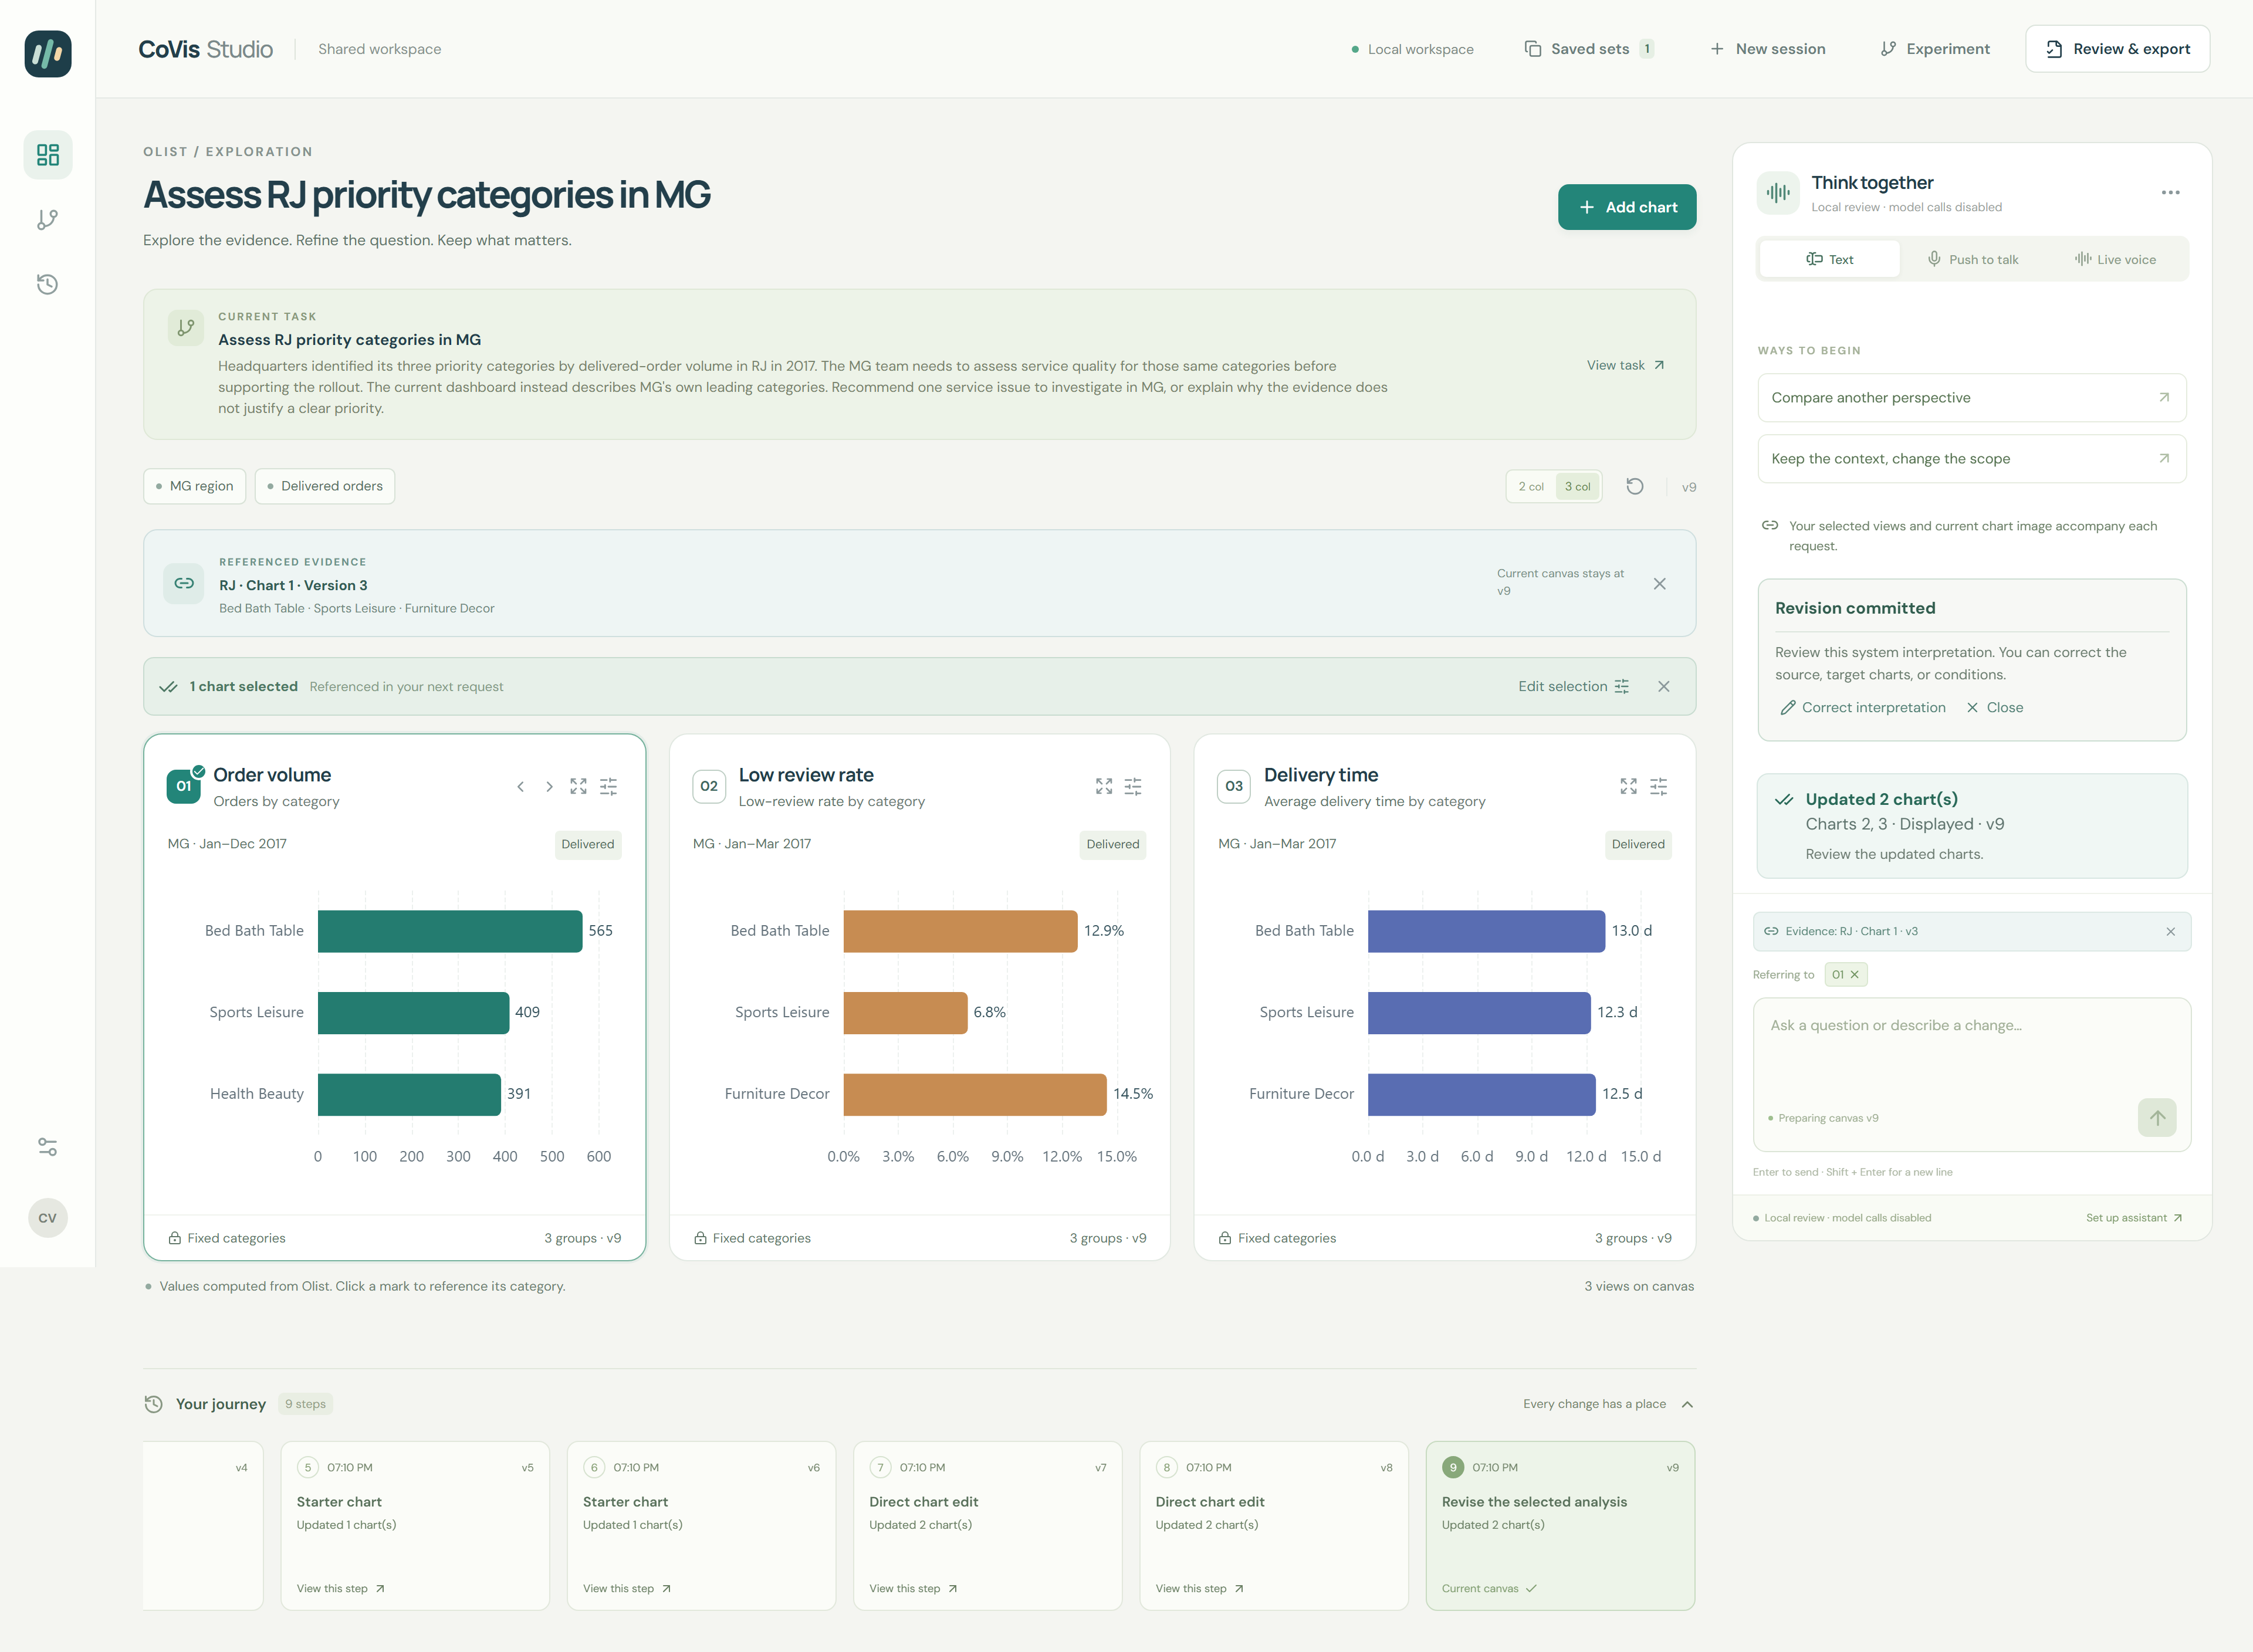 CoVis Studio
Shared workspace
Local workspace
Saved sets 1
New session
Experiment
Review & export
OLIST / EXPLORATION
Assess RJ priority categories in MG
Explore the evidence. Refine the question. Keep what matters.
Add chart
CURRENT TASK
Assess RJ priority categories in MG
Headquarters identified its three priority categories by delivered-order volume in RJ in 2017. The MG team needs to assess service quality for those same categories before
supporting the rollout. The current dashboard instead describes MG's own leading categories. Recommend one service issue to investigate in MG, or explain why the evidence does
not justify a clear priority.
View task
MG region
Delivered orders
2 col
3 col
v9
REFERENCED EVIDENCE
RJ · Chart 1 · Version 3
Bed Bath Table · Sports Leisure · Furniture Decor
Current canvas stays at
v9
1 chart selected
Referenced in your next request
Edit selection
01
Order volume
Orders by category
MG · Jan–Dec 2017
Delivered
Bed Bath Table
565
Sports Leisure
409
Health Beauty
391
0 100 200 300 400 500 600
Fixed categories
3 groups · v9
02
Low review rate
Low-review rate by category
MG · Jan–Mar 2017
Delivered
Bed Bath Table
12.9%
Sports Leisure
6.8%
Furniture Decor
14.5%
0.0% 3.0% 6.0% 9.0% 12.0% 15.0%
Fixed categories
3 groups · v9
03
Delivery time
Average delivery time by category
MG · Jan–Mar 2017
Delivered
Bed Bath Table
13.0 d
Sports Leisure
12.3 d
Furniture Decor
12.5 d
0.0 d 3.0 d 6.0 d 9.0 d 12.0 d 15.0 d
Fixed categories
3 groups · v9
Values computed from Olist. Click a mark to reference its category.
3 views on canvas
Your journey
9 steps
Every change has a place
v4
5 07:10 PM v5
Starter chart
Updated 1 chart(s)
View this step
6 07:10 PM v6
Starter chart
Updated 1 chart(s)
View this step
7 07:10 PM v7
Direct chart edit
Updated 2 chart(s)
View this step
8 07:10 PM v8
Direct chart edit
Updated 2 chart(s)
View this step
9 07:10 PM v9
Revise the selected analysis
Updated 2 chart(s)
Current canvas
Think together
Local review · model calls disabled
Text
Push to talk
Live voice
WAYS TO BEGIN
Compare another perspective
Keep the context, change the scope
Your selected views and current chart image accompany each
request.
Revision committed
Review this system interpretation. You can correct the
source, target charts, or conditions.
Correct interpretation
Close
Updated 2 chart(s)
Charts 2, 3 · Displayed · v9
Review the updated charts.
Evidence: RJ · Chart 1 · v3
Referring to 01
Ask a question or describe a change...
Preparing canvas v9
Enter to send · Shift + Enter for a new line
Local review · model calls disabled
Set up assistant
CV